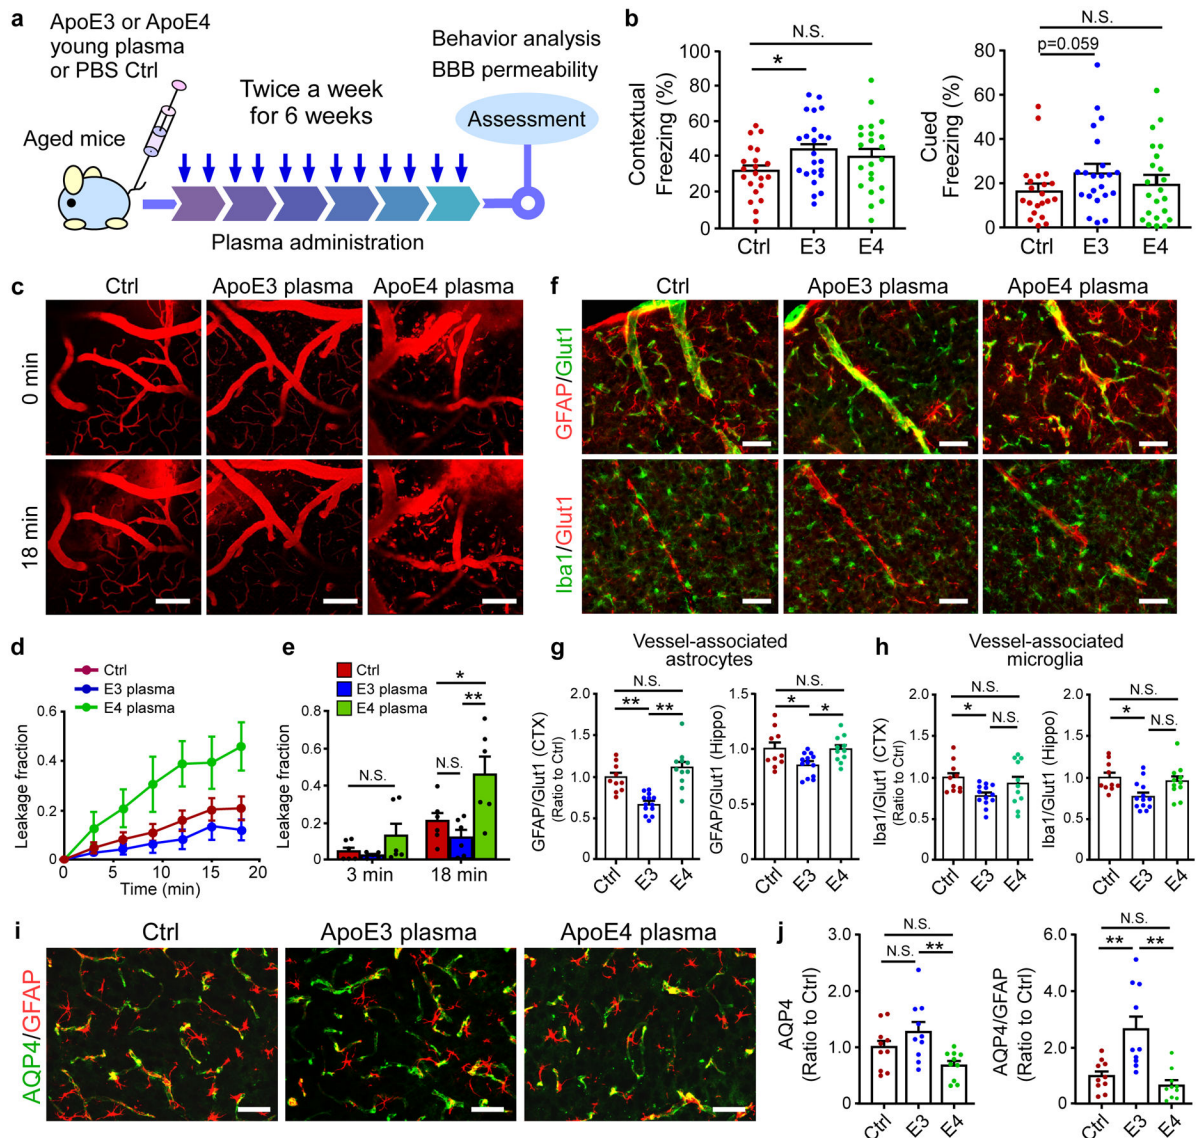 a
ApoE3 or ApoE4
young plasma
or PBS Ctrl
Aged mice
Twice a week
for 6 weeks
Plasma administration
Behavior analysis
BBB permeability
Assessment
b
Contextual
Freezing (%)
100
80
60
40
20
0
N.S.
*
Ctrl
E3
E4
Cued
Freezing (%)
80
60
40
20
0
N.S.
p=0.059
Ctrl
E3
E4
c
Ctrl
ApoE3 plasma
ApoE4 plasma
0 min
18 min
f
Ctrl
ApoE3 plasma
ApoE4 plasma
GFAP/Glut1
Iba1/Glut1
d
Ctrl
E3 plasma
E4 plasma
Leakage fraction
0.6
0.4
0.2
0
0
5
10
15
20
Time (min)
e
Ctrl
E3 plasma
E4 plasma
Leakage fraction
0.6
0.4
0.2
0
N.S.
N.S.
*
**
3 min
18 min
g
Vessel-associated
astrocytes
GFAP/Glut1 (CTX)
(Ratio to Ctrl)
2.0
1.5
1.0
0.5
0
N.S.
**
**
Ctrl
E3
E4
GFAP/Glut1 (Hippo)
1.5
1.0
0.5
0
N.S.
*
*
Ctrl
E3
E4
h
Vessel-associated
microglia
Iba1/Glut1 (CTX)
(Ratio to Ctrl)
2.0
1.5
1.0
0.5
0
N.S.
*
N.S.
Ctrl
E3
E4
Iba1/Glut1 (Hippo)
2.0
1.5
1.0
0.5
0
N.S.
*
N.S.
Ctrl
E3
E4
i
Ctrl
ApoE3 plasma
ApoE4 plasma
AQP4/GFAP
j
AQP4
(Ratio to Ctrl)
3.0
2.0
1.0
0
N.S.
N.S.
**
Ctrl
E3
E4
AQP4/GFAP
(Ratio to Ctrl)
6.0
4.0
2.0
0
N.S.
**
**
Ctrl
E3
E4